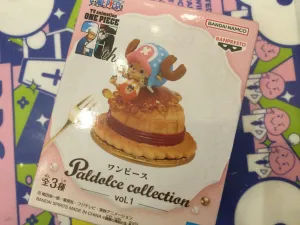 TV animation
ONE PIECE
BANDAI NAMCO
BANPRESTO
全3種
ワンピース
Paldolce collection
vol.1